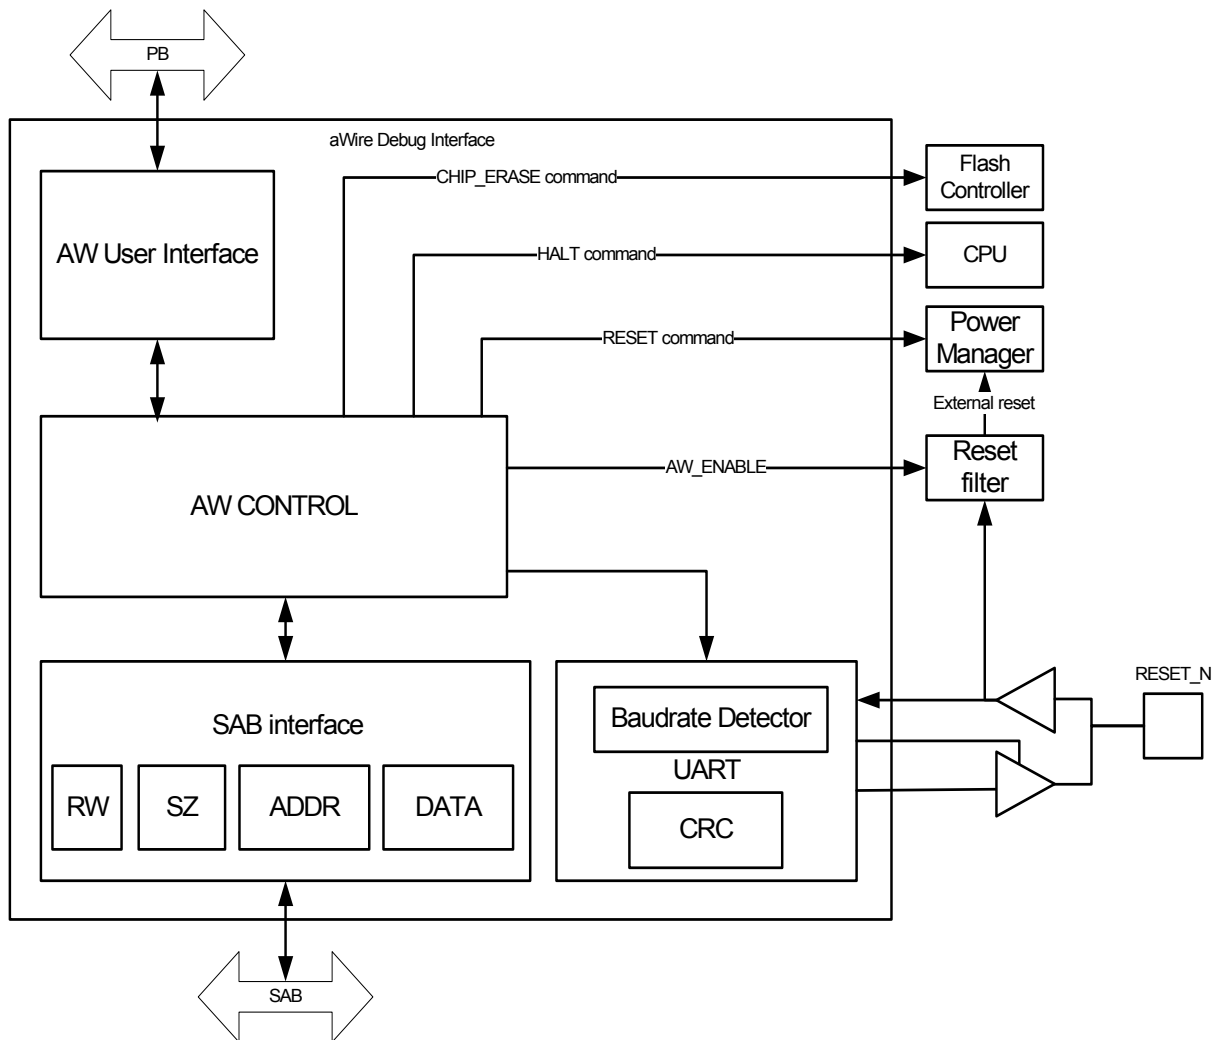 PB
aWire Debug Interface
CHIP_ERASE command
Flash
Controller
AW User Interface
HALT command
CPU
RESET command
Power
Manager
External reset
AW CONTROL
AW_ENABLE
Reset
filter
SAB interface
RW
SZ
ADDR
DATA
Baudrate Detector
UART
CRC
RESET_N
SAB